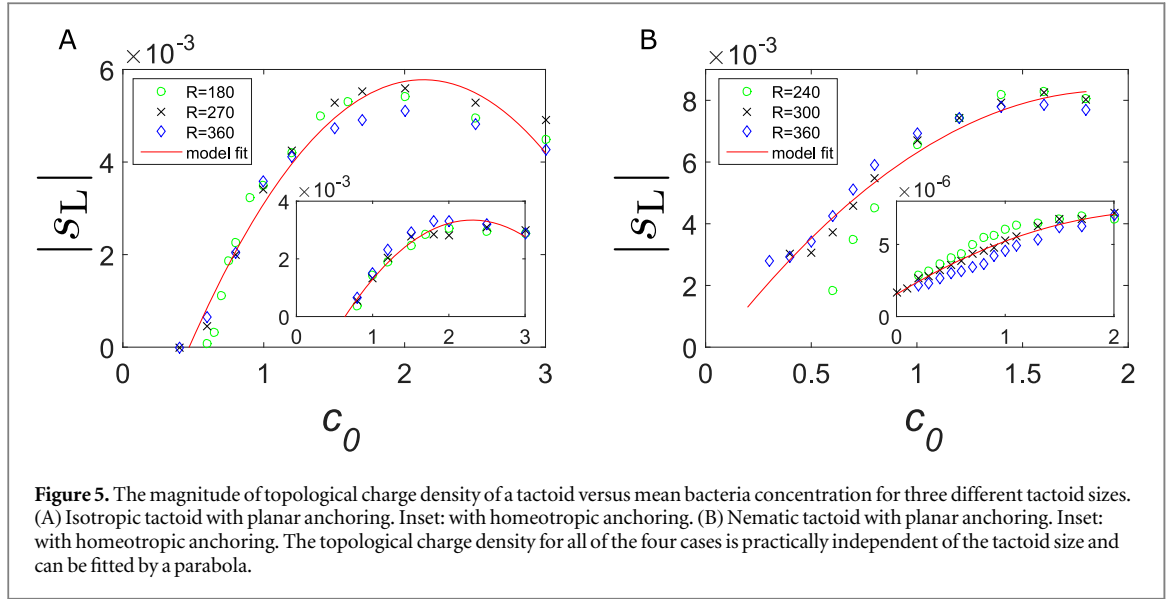 A
× 10⁻³
6
4
2
0
|s_L|
R=180
R=270
R=360
model fit
× 10⁻³
4
2
0
0 1 2 3
0 1 2 3
c₀
B
× 10⁻³
8
6
4
2
0
|s_L|
R=240
R=300
R=360
model fit
× 10⁻⁶
5
0
0 1 2
0 0.5 1 1.5 2
c₀
Figure 5. The magnitude of topological charge density of a tactoid versus mean bacteria concentration for three different tactoid sizes.
(A) Isotropic tactoid with planar anchoring. Inset: with homeotropic anchoring. (B) Nematic tactoid with planar anchoring. Inset:
with homeotropic anchoring. The topological charge density for all of the four cases is practically independent of the tactoid size and
can be fitted by a parabola.